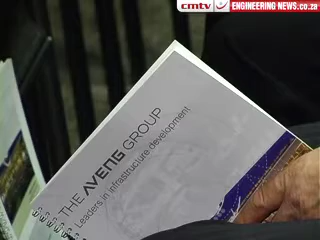 cmtv ENGINEERING NEWS.CO.ZA
THE AVENG GROUP
Leaders in infrastructure development